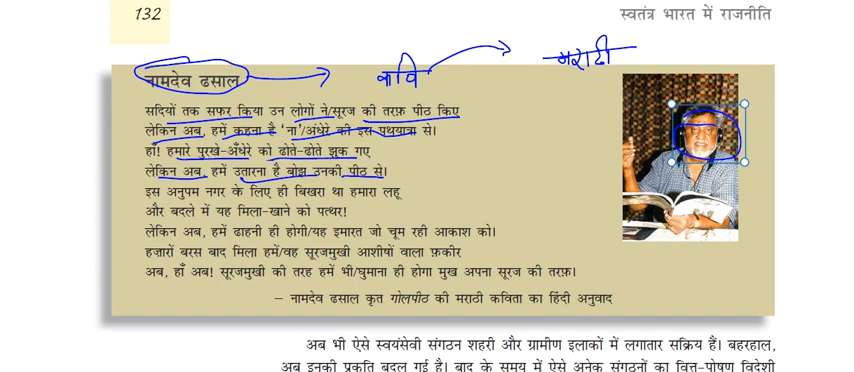 132
स्वतंत्र भारत में राजनीति
नामदेव ढसाल
कवि
मराठी
सदियों तक सफर किया उन लोगों ने/सूरज की तरफ़ पीठ किए
लेकिन अब, हमें कहना है ‘ना’/अंधेरे की इस पथयात्रा से।
हाँ! हमारे पुरखे-अँधेरे को ढोते-ढोते झुक गए
लेकिन अब, हमें उतारना है बोझ उनकी पीठ से।
इस अनुपम नगर के लिए ही बिखरा था हमारा लहू
और बदले में यह मिला-खाने को पत्थर!
लेकिन अब, हमें ढाहनी ही होगी/यह इमारत जो चूम रही आकाश को।
हज़ारों बरस बाद मिला हमें/वह सूरजमुखी आशीषों वाला फ़कीर
अब, हाँ अब! सूरजमुखी की तरह हमें भी/घुमाना ही होगा मुख अपना सूरज की तरफ़।
– नामदेव ढसाल कृत गोलपीठ की मराठी कविता का हिंदी अनुवाद
अब भी ऐसे स्वयंसेवी संगठन शहरी और ग्रामीण इलाकों में लगातार सक्रिय हैं। बहरहाल,
अब इनकी प्रकृति बदल गई है। बाद के समय में ऐसे अनेक संगठनों का वित्त-पोषण विदेशी